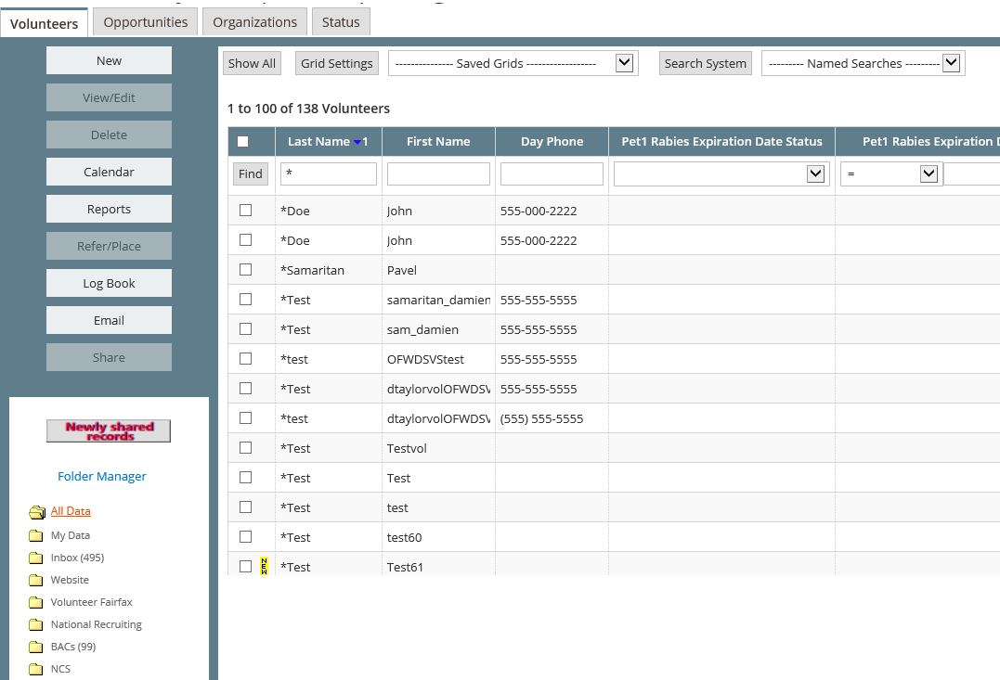 Volunteers Opportunities Organizations Status
New
View/Edit
Delete
Calendar
Reports
Refer/Place
Log Book
Email
Share
Newly shared
records
Folder Manager
All Data
My Data
Inbox (495)
Website
Volunteer Fairfax
National Recruiting
BACs (99)
NCS
Show All Grid Settings --------------- Saved Grids ------------------ Search System --------- Named Searches ---------
1 to 100 of 138 Volunteers
Last Name 1 First Name Day Phone Pet1 Rabies Expiration Date Status Pet1 Rabies Expiration
Find * =
*Doe John 555-000-2222
*Doe John 555-000-2222
*Samaritan Pavel
*Test samaritan_damien 555-555-5555
*Test sam_damien 555-555-5555
*test OFWDSVStest 555-555-5555
*Test dtaylorvolOFWDSV 555-555-5555
*test dtaylorvolOFWDSV (555) 555-5555
*Test Testvol
*Test Test
*Test test
*Test test60
NEW *Test Test61